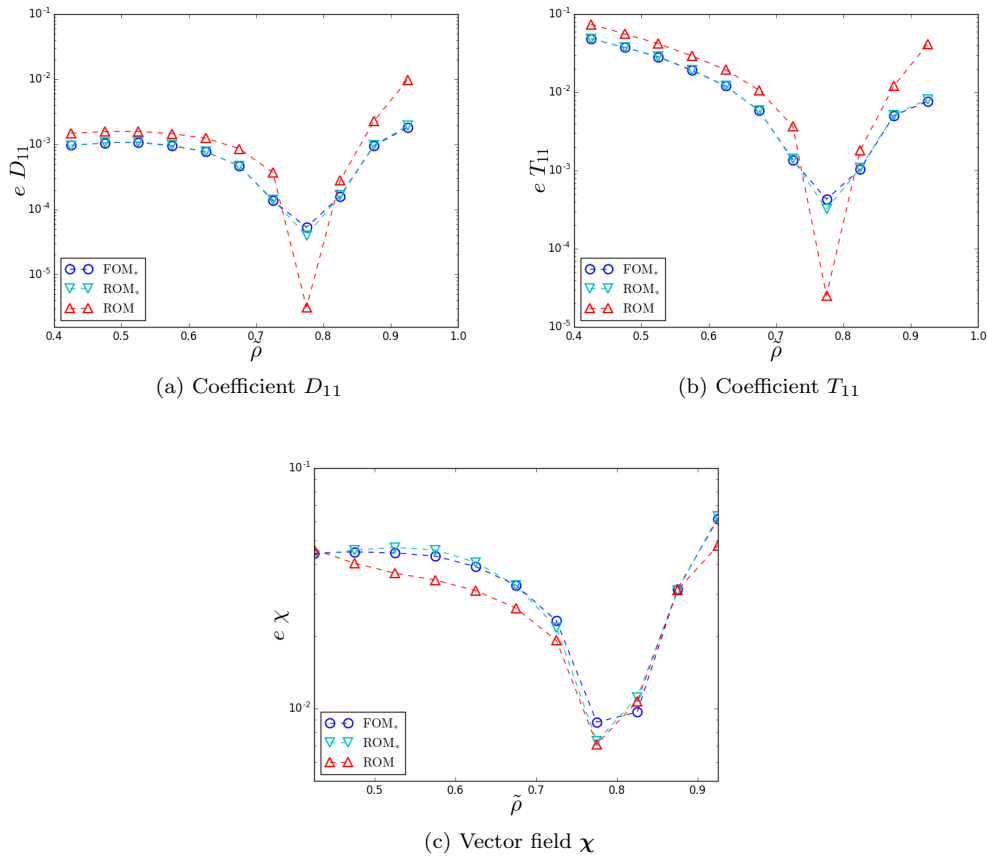 10⁻¹
10⁻²
10⁻³
10⁻⁴
10⁻⁵
e D₁₁
FOM∗
ROM∗
ROM
0.4 0.5 0.6 0.7 0.8 0.9 1.0
ρ̃
(a) Coefficient D₁₁
10⁻¹
10⁻²
10⁻³
10⁻⁴
10⁻⁵
e T₁₁
FOM∗
ROM∗
ROM
0.4 0.5 0.6 0.7 0.8 0.9 1.0
ρ̃
(b) Coefficient T₁₁
10⁻¹
10⁻²
e χ
FOM∗
ROM∗
ROM
0.5 0.6 0.7 0.8 0.9
ρ̃
(c) Vector field χ